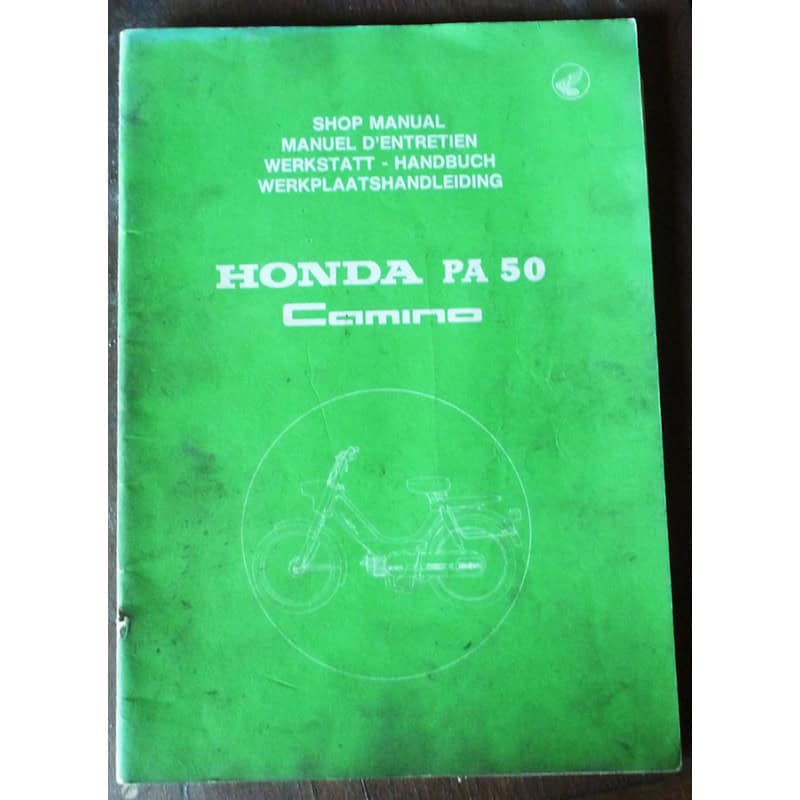 SHOP MANUAL
MANUEL D'ENTRETIEN
WERKSTATT - HANDBUCH
WERKPLAATSHANDLEIDING
HONDA PA 50
Camino